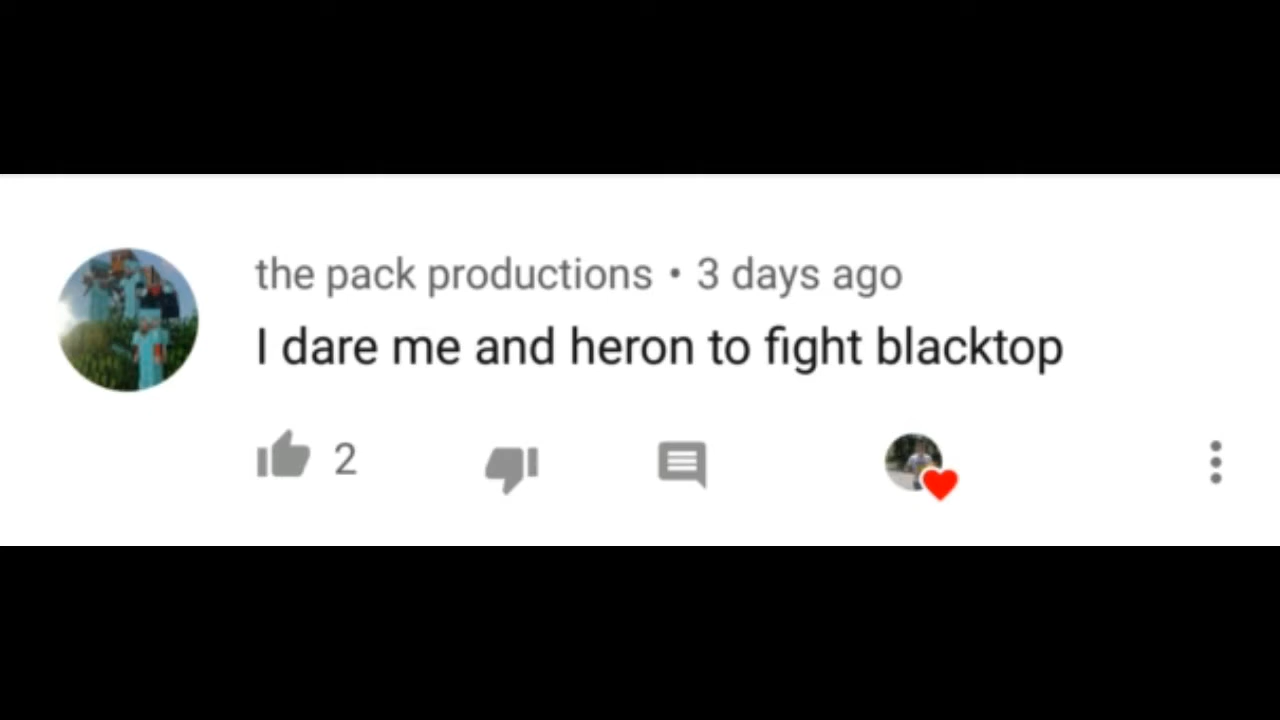 the pack productions • 3 days ago
I dare me and heron to fight blacktop
2